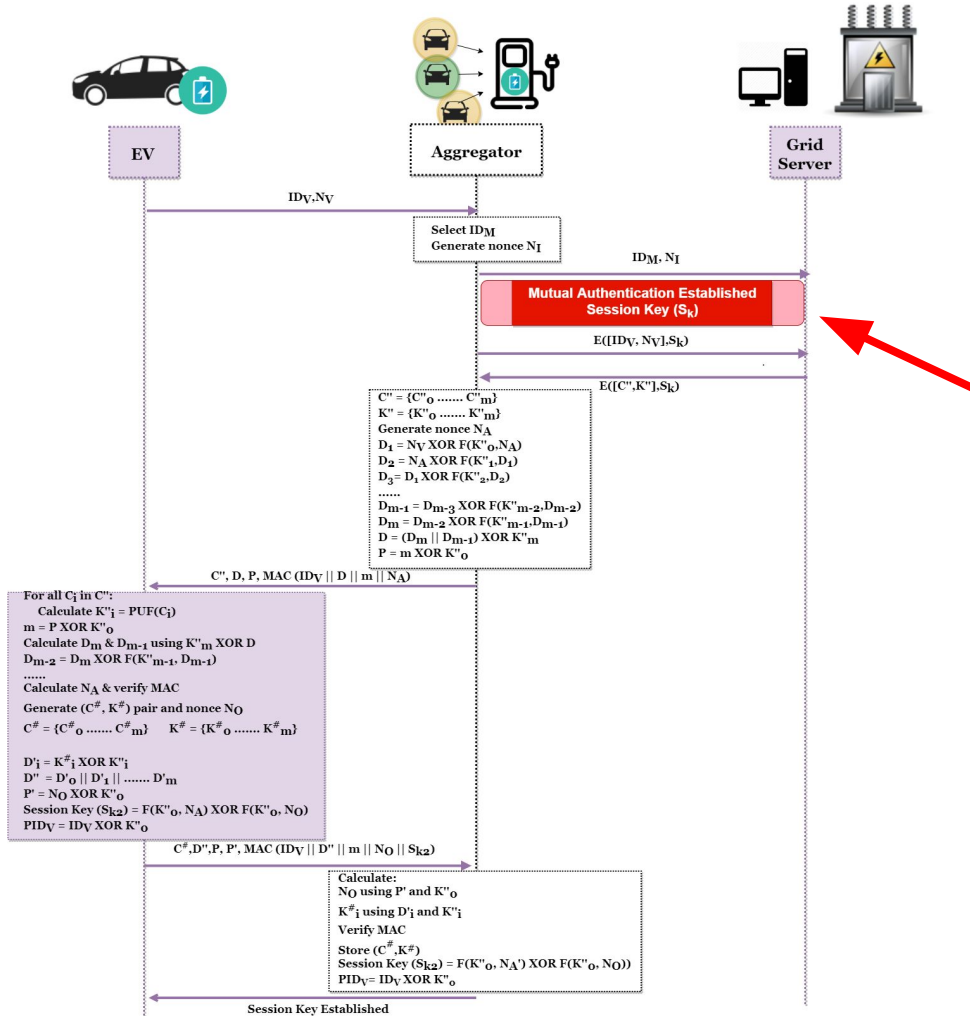 EV
Aggregator
Grid
Server
IDV,NV
Select IDM
Generate nonce NI
IDM, NI
Mutual Authentication Established
Session Key (Sk)
E([IDV, NV],Sk)
E([C",K"],Sk)
C" = {C"0 ....... C"m}
K" = {K"0 ....... K"m}
Generate nonce NA
D1 = NV XOR F(K"0,NA)
D2 = NA XOR F(K"1,D1)
D3= D1 XOR F(K"2,D2)
......
Dm-1 = Dm-3 XOR F(K"m-2,Dm-2)
Dm = Dm-2 XOR F(K"m-1,Dm-1)
D = (Dm || Dm-1) XOR K"m
P = m XOR K"0
C", D, P, MAC (IDV || D || m || NA)
For all Ci in C":
Calculate K"i = PUF(Ci)
m = P XOR K"0
Calculate Dm & Dm-1 using K"m XOR D
Dm-2 = Dm XOR F(K"m-1, Dm-1)
......
Calculate NA & verify MAC
Generate (C#, K#) pair and nonce NO
C# = {C#0 ....... C#m} K# = {K#0 ....... K#m}
D'i = K#i XOR K"i
D" = D'0 || D'1 || ....... D'm
P' = NO XOR K"0
Session Key (Sk2) = F(K"0, NA) XOR F(K"0, NO)
PIDV = IDV XOR K"0
C#,D",P, P', MAC (IDV || D" || m || NO || Sk2)
Calculate:
NO using P' and K"0
K#i using D'i and K"i
Verify MAC
Store (C#,K#)
Session Key (Sk2) = F(K"0, NA') XOR F(K"0, NO))
PIDV= IDV XOR K"0
Session Key Established